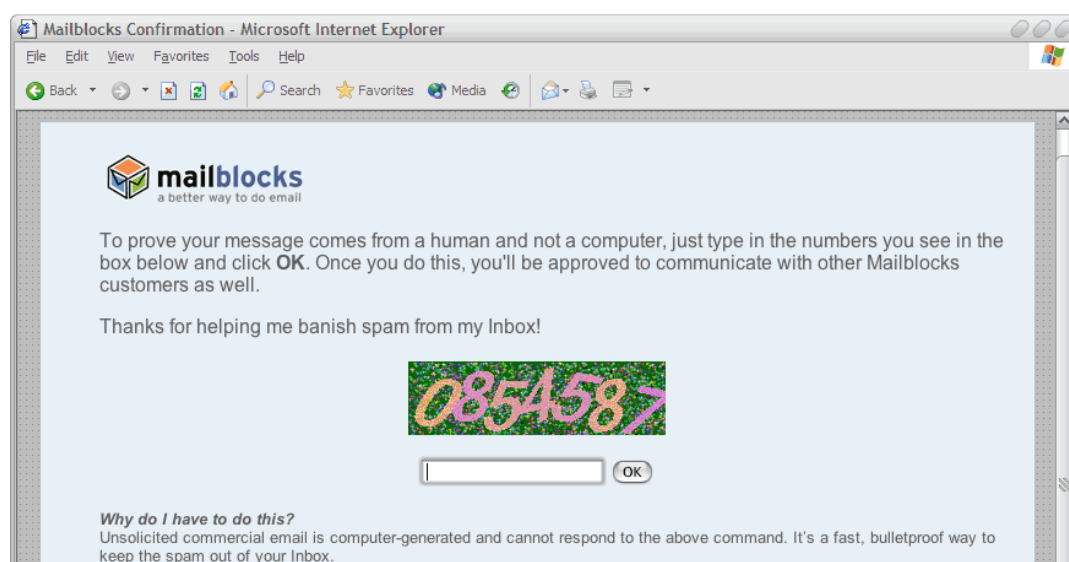 Mailblocks Confirmation - Microsoft Internet Explorer
File Edit View Favorites Tools Help
Back Search Favorites Media
mailblocks
a better way to do email
To prove your message comes from a human and not a computer, just type in the numbers you see in the
box below and click OK. Once you do this, you'll be approved to communicate with other Mailblocks
customers as well.
Thanks for helping me banish spam from my Inbox!
0854587
OK
Why do I have to do this?
Unsolicited commercial email is computer-generated and cannot respond to the above command. It's a fast, bulletproof way to
keep the spam out of your Inbox.